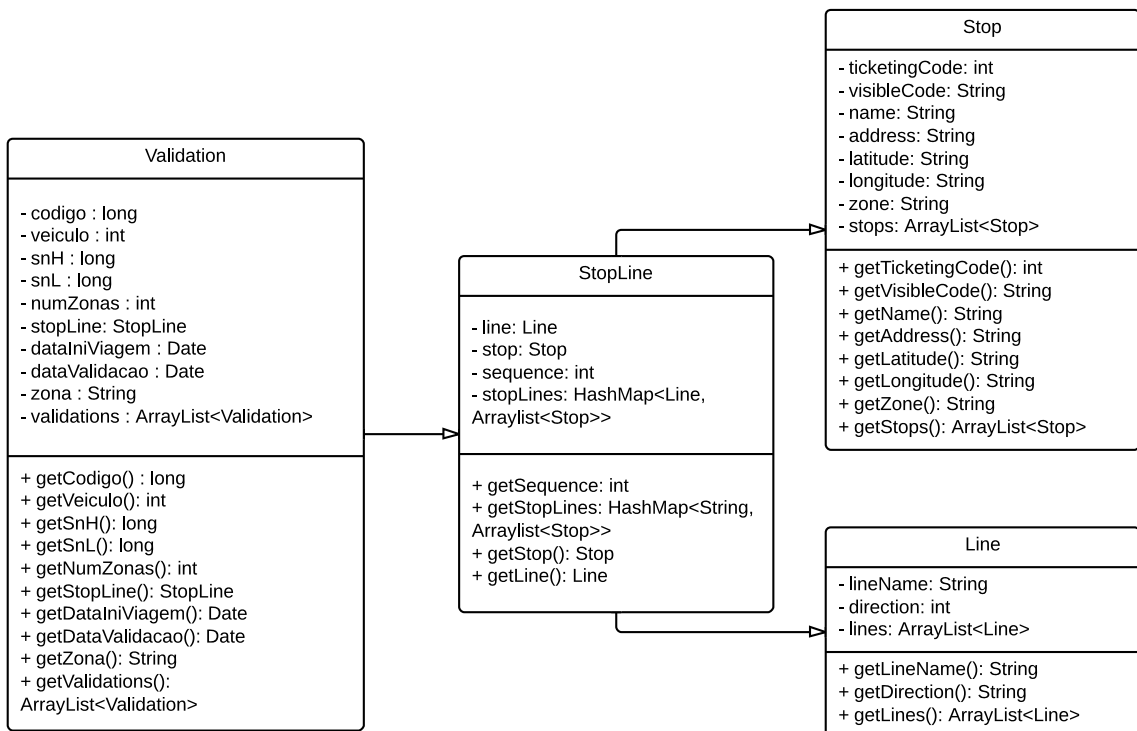 Validation
- codigo : long
- veiculo : int
- snH : long
- snL : long
- numZonas : int
- stopLine: StopLine
- dataIniViagem : Date
- dataValidacao : Date
- zona : String
- validations : ArrayList<Validation>
+ getCodigo() : long
+ getVeiculo(): int
+ getSnH(): long
+ getSnL(): long
+ getNumZonas(): int
+ getStopLine(): StopLine
+ getDataIniViagem(): Date
+ getDataValidacao(): Date
+ getZona(): String
+ getValidations():
ArrayList<Validation>
StopLine
- line: Line
- stop: Stop
- sequence: int
- stopLines: HashMap<Line,
Arraylist<Stop>>
+ getSequence: int
+ getStopLines: HashMap<String,
Arraylist<Stop>>
+ getStop(): Stop
+ getLine(): Line
Stop
- ticketingCode: int
- visibleCode: String
- name: String
- address: String
- latitude: String
- longitude: String
- zone: String
- stops: ArrayList<Stop>
+ getTicketingCode(): int
+ getVisibleCode(): String
+ getName(): String
+ getAddress(): String
+ getLatitude(): String
+ getLongitude(): String
+ getZone(): String
+ getStops(): ArrayList<Stop>
Line
- lineName: String
- direction: int
- lines: ArrayList<Line>
+ getLineName(): String
+ getDirection(): String
+ getLines(): ArrayList<Line>